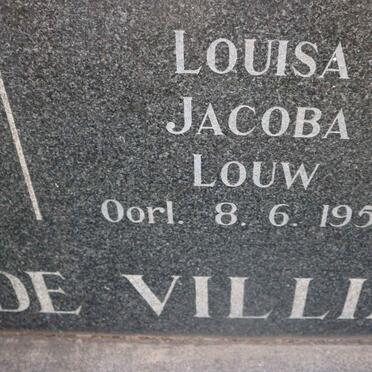 LOUISA
JACOBA
LOUW
Oorl. 8. 6. 195
DE VILLI